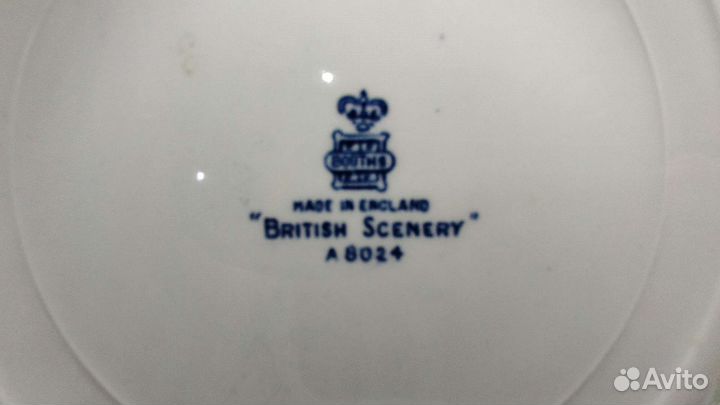 BOOTHS
MADE IN ENGLAND
"BRITISH SCENERY"
A 8024
Avito